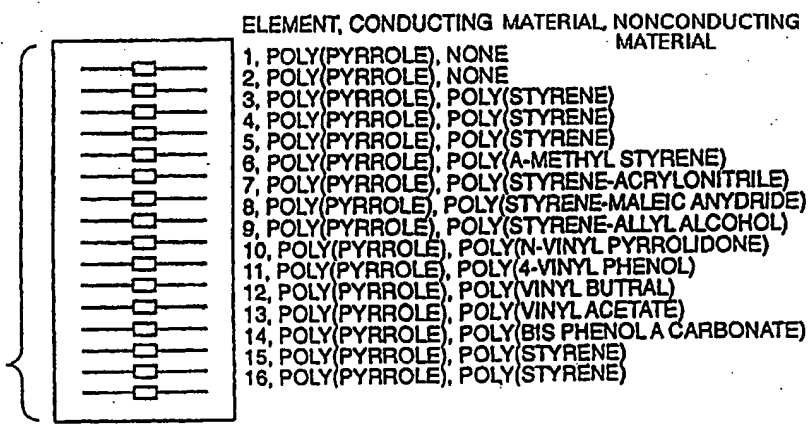 ELEMENT, CONDUCTING MATERIAL, NONCONDUCTING
MATERIAL
1, POLY(PYRROLE), NONE
2, POLY(PYRROLE), NONE
3, POLY(PYRROLE), POLY(STYRENE)
4, POLY(PYRROLE), POLY(STYRENE)
5, POLY(PYRROLE), POLY(STYRENE)
6, POLY(PYRROLE), POLY(A-METHYL STYRENE)
7, POLY(PYRROLE), POLY(STYRENE-ACRYLONITRILE)
8, POLY(PYRROLE), POLY(STYRENE-MALEIC ANYDRIDE)
9, POLY(PYRROLE), POLY(STYRENE-ALLYL ALCOHOL)
10, POLY(PYRROLE), POLY(N-VINYL PYRROLIDONE)
11, POLY(PYRROLE), POLY(4-VINYL PHENOL)
12, POLY(PYRROLE), POLY(VINYL BUTRAL)
13, POLY(PYRROLE), POLY(VINYL ACETATE)
14, POLY(PYRROLE), POLY(BIS PHENOL A CARBONATE)
15, POLY(PYRROLE), POLY(STYRENE)
16, POLY(PYRROLE), POLY(STYRENE)